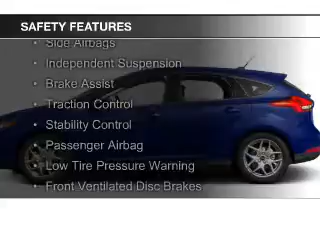 SAFETY FEATURES
• Side Airbags
• Independent Suspension
• Brake Assist
• Traction Control
• Stability Control
• Passenger Airbag
• Low Tire Pressure Warning
• Front Ventilated Disc Brakes